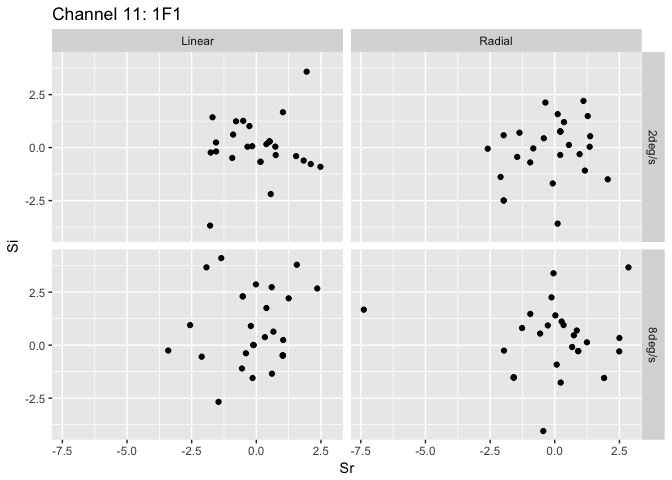 Channel 11: 1F1
Linear
Radial
2.5
0.0
-2.5
2deg/s
Si
2.5
0.0
-2.5
8deg/s
-7.5 -5.0 -2.5 0.0 2.5 -7.5 -5.0 -2.5 0.0 2.5
Sr